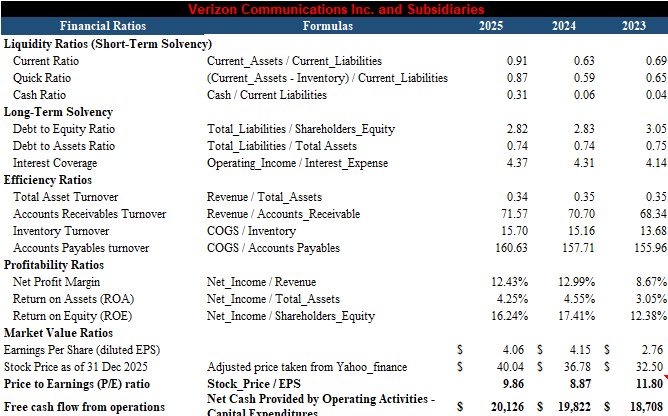 Verizon Communications Inc. and Subsidiaries
Financial Ratios Formulas 2025 2024 2023
Liquidity Ratios (Short-Term Solvency)
Current Ratio Current_Assets / Current_Liabilities 0.91 0.63 0.69
Quick Ratio (Current_Assets - Inventory) / Current_Liabilities 0.87 0.59 0.65
Cash Ratio Cash / Current Liabilities 0.31 0.06 0.04
Long-Term Solvency
Debt to Equity Ratio Total_Liabilities / Shareholders_Equity 2.82 2.83 3.05
Debt to Assets Ratio Total_Liabilities / Total Assets 0.74 0.74 0.75
Interest Coverage Operating_Income / Interest_Expense 4.37 4.31 4.14
Efficiency Ratios
Total Asset Turnover Revenue / Total_Assets 0.34 0.35 0.35
Accounts Receivables Turnover Revenue / Accounts_Receivable 71.57 70.70 68.34
Inventory Turnover COGS / Inventory 15.70 15.16 13.68
Accounts Payables turnover COGS / Accounts Payables 160.63 157.71 155.96
Profitability Ratios
Net Profit Margin Net_Income / Revenue 12.43% 12.99% 8.67%
Return on Assets (ROA) Net_Income / Total_Assets 4.25% 4.55% 3.05%
Return on Equity (ROE) Net_Income / Shareholders_Equity 16.24% 17.41% 12.38%
Market Value Ratios
Earnings Per Share (diluted EPS) $ 4.06 $ 4.15 $ 2.76
Stock Price as of 31 Dec 2025 Adjusted price taken from Yahoo_finance $ 40.04 $ 36.78 $ 32.50
Price to Earnings (P/E) ratio Stock_Price / EPS 9.86 8.87 11.80
Free cash flow from operations Net Cash Provided by Operating Activities - $ 20,126 $ 19,822 $ 18,708
Capital Expenditures